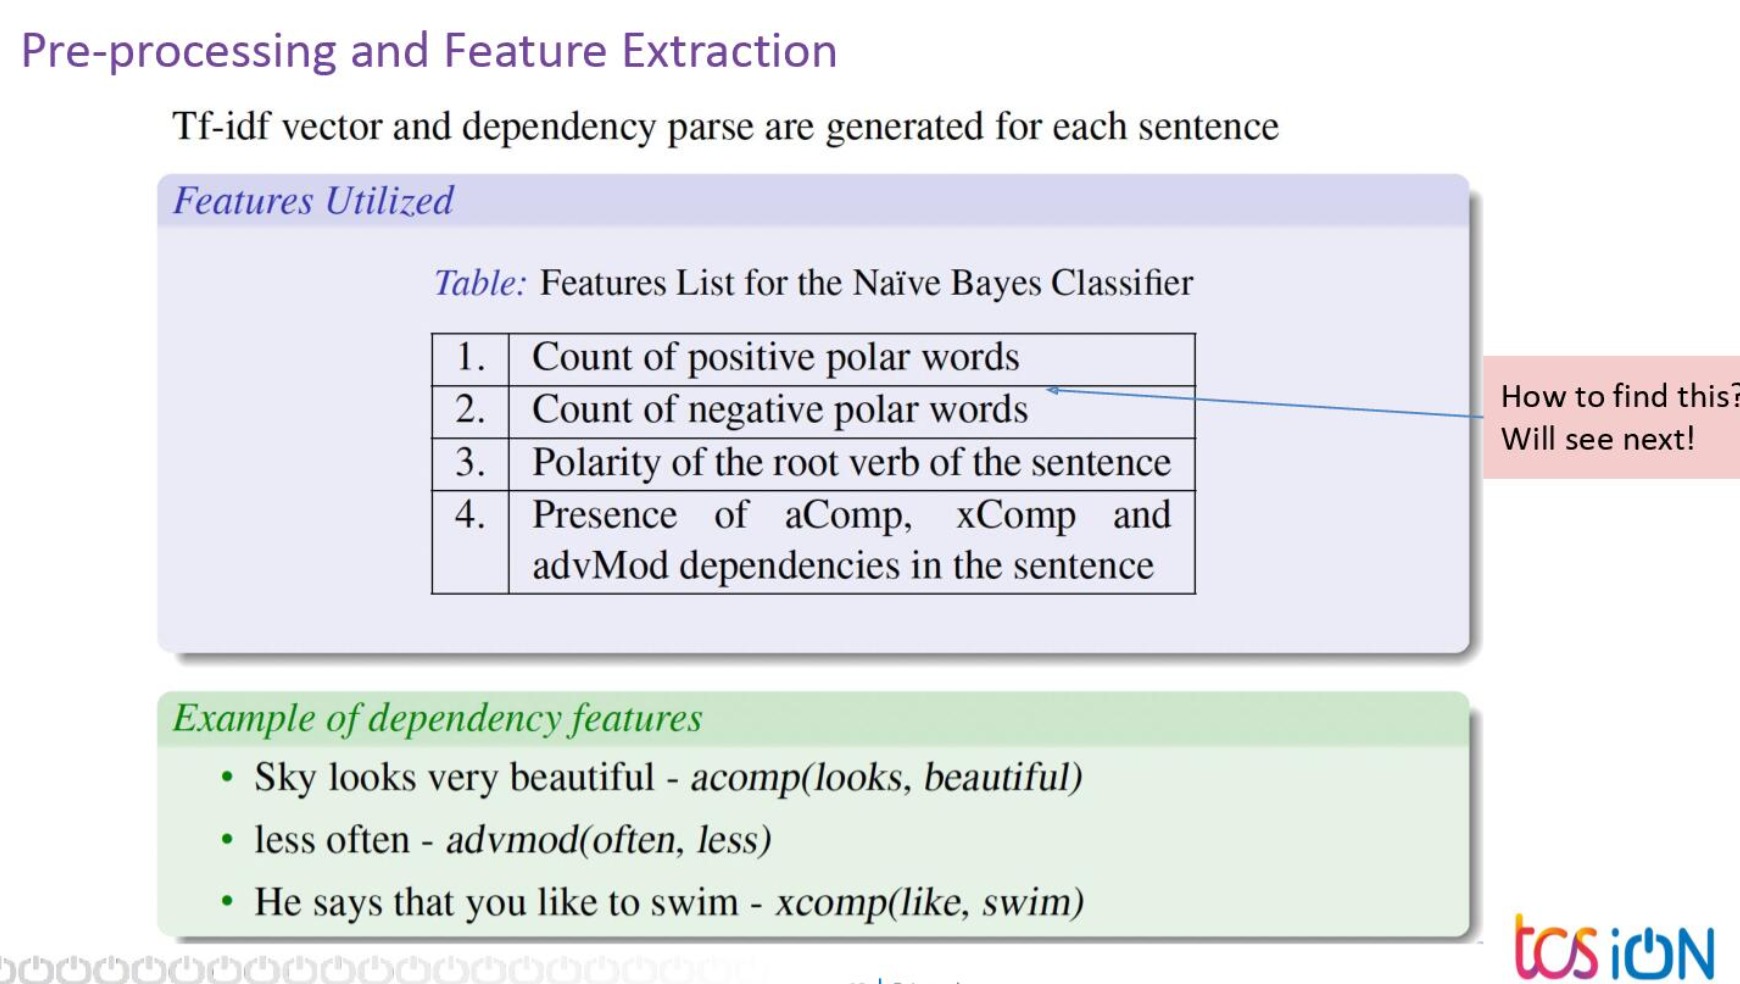 Pre-processing and Feature Extraction
Tf-idf vector and dependency parse are generated for each sentence
Features Utilized
Table: Features List for the Naïve Bayes Classifier
1. Count of positive polar words
2. Count of negative polar words
3. Polarity of the root verb of the sentence
4. Presence of aComp, xComp and
advMod dependencies in the sentence
How to find this?
Will see next!
Example of dependency features
• Sky looks very beautiful - acomp(looks, beautiful)
• less often - advmod(often, less)
• He says that you like to swim - xcomp(like, swim)
tcs iON